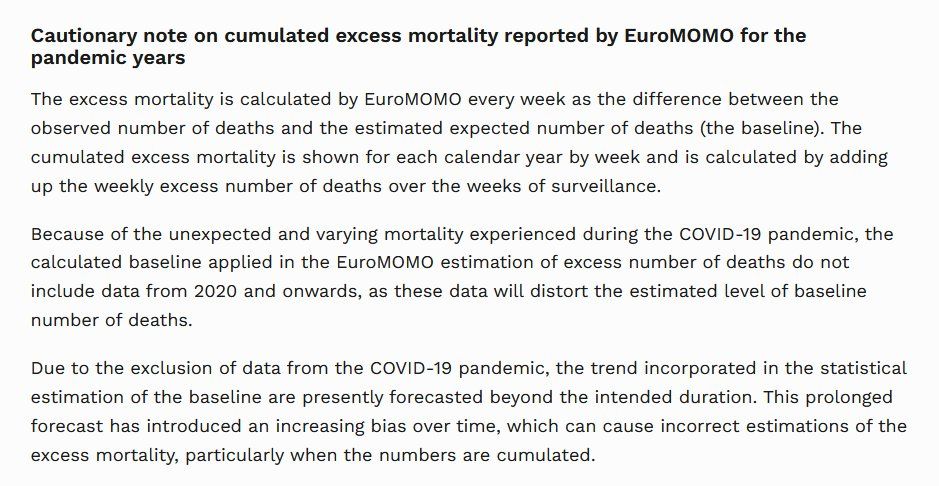 Cautionary note on cumulated excess mortality reported by EuroMOMO for the
pandemic years
The excess mortality is calculated by EuroMOMO every week as the difference between the
observed number of deaths and the estimated expected number of deaths (the baseline). The
cumulated excess mortality is shown for each calendar year by week and is calculated by adding
up the weekly excess number of deaths over the weeks of surveillance.
Because of the unexpected and varying mortality experienced during the COVID-19 pandemic, the
calculated baseline applied in the EuroMOMO estimation of excess number of deaths do not
include data from 2020 and onwards, as these data will distort the estimated level of baseline
number of deaths.
Due to the exclusion of data from the COVID-19 pandemic, the trend incorporated in the statistical
estimation of the baseline are presently forecasted beyond the intended duration. This prolonged
forecast has introduced an increasing bias over time, which can cause incorrect estimations of the
excess mortality, particularly when the numbers are cumulated.